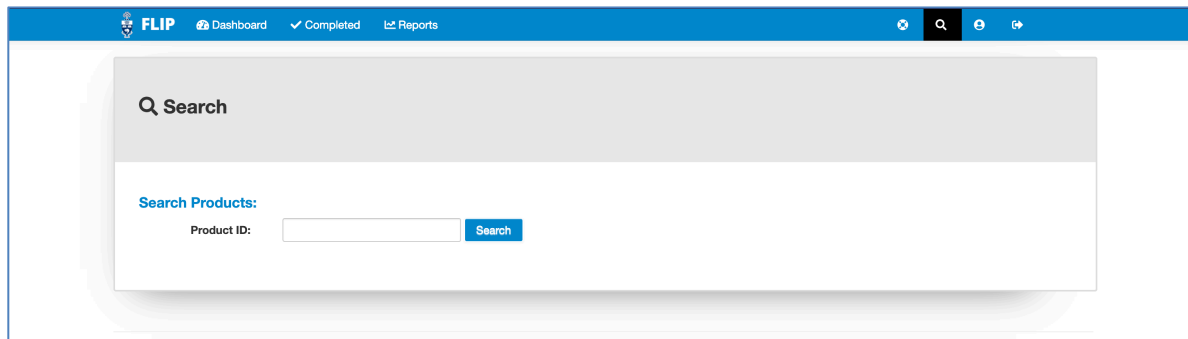 FLIP Dashboard Completed Reports
Search
Search Products:
Product ID: Search